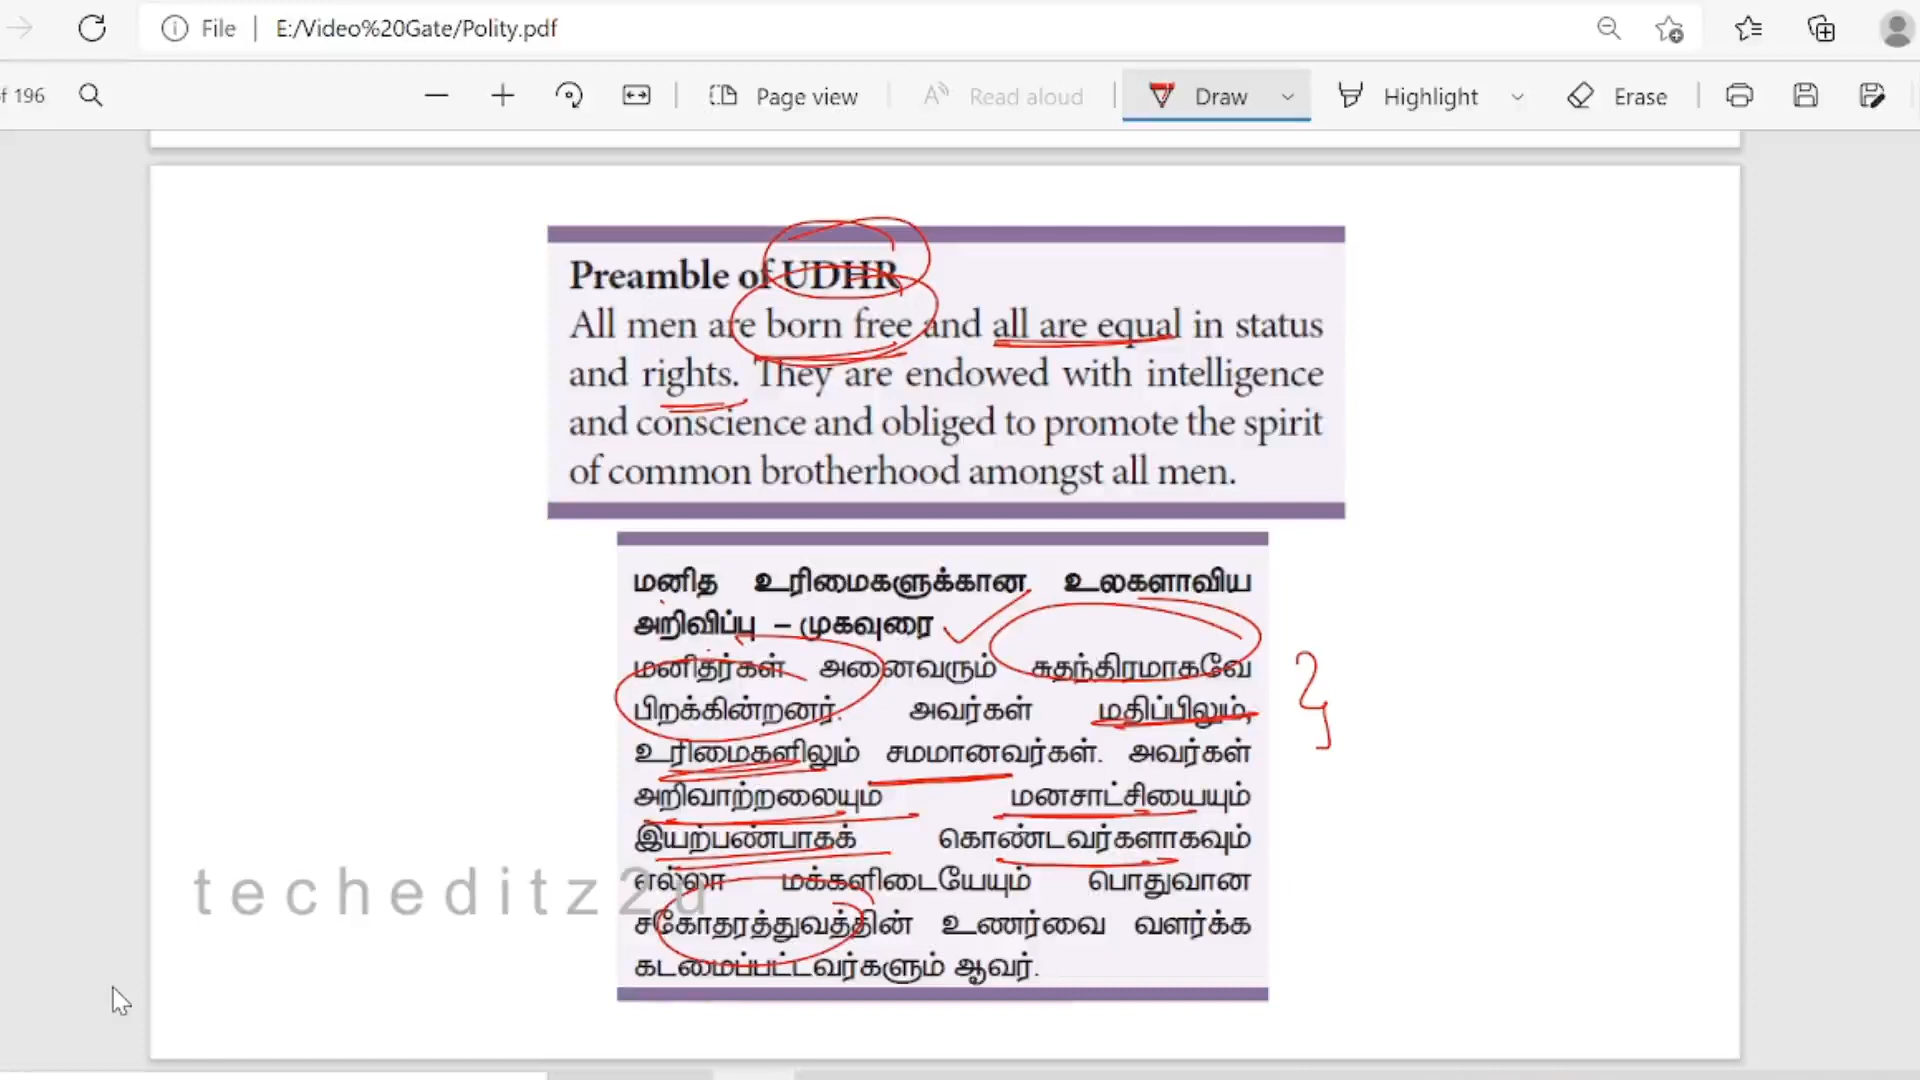 File
E:/Video%20Gate/Polity.pdf
of 196
Page view
Read aloud
Draw
Highlight
Erase
Preamble of UDHR
All men are born free and all are equal in status
and rights. They are endowed with intelligence
and conscience and obliged to promote the spirit
of common brotherhood amongst all men.
மனித உரிமைகளுக்கான உலகளாவிய
அறிவிப்பு – முகவுரை
மனிதர்கள் அனைவரும் சுதந்திரமாகவே
பிறக்கின்றனர். அவர்கள் மதிப்பிலும்,
உரிமைகளிலும் சமமானவர்கள். அவர்கள்
அறிவாற்றலையும் மனசாட்சியையும்
இயற்பண்பாகக் கொண்டவர்களாகவும்
எல்லா மக்களிடையேயும் பொதுவான
சகோதரத்துவத்தின் உணர்வை வளர்க்க
கடமைப்பட்டவர்களும் ஆவர்.
techeditz2u